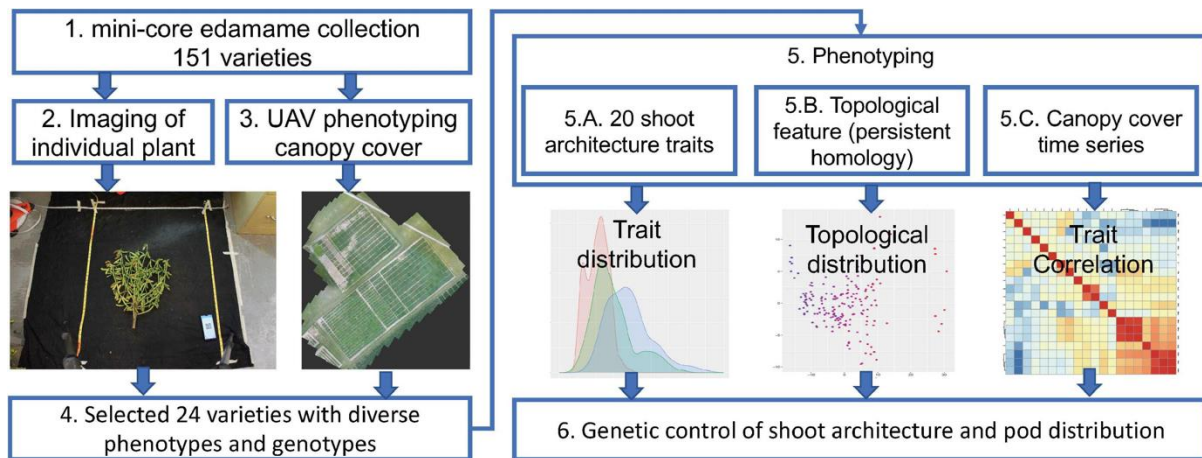 1. mini-core edamame collection
151 varieties
2. Imaging of
individual plant
3. UAV phenotyping
canopy cover
4. Selected 24 varieties with diverse
phenotypes and genotypes
5. Phenotyping
5.A. 20 shoot
architecture traits
5.B. Topological
feature (persistent
homology)
5.C. Canopy cover
time series
Trait
distribution
Topological
distribution
Trait
Correlation
6. Genetic control of shoot architecture and pod distribution